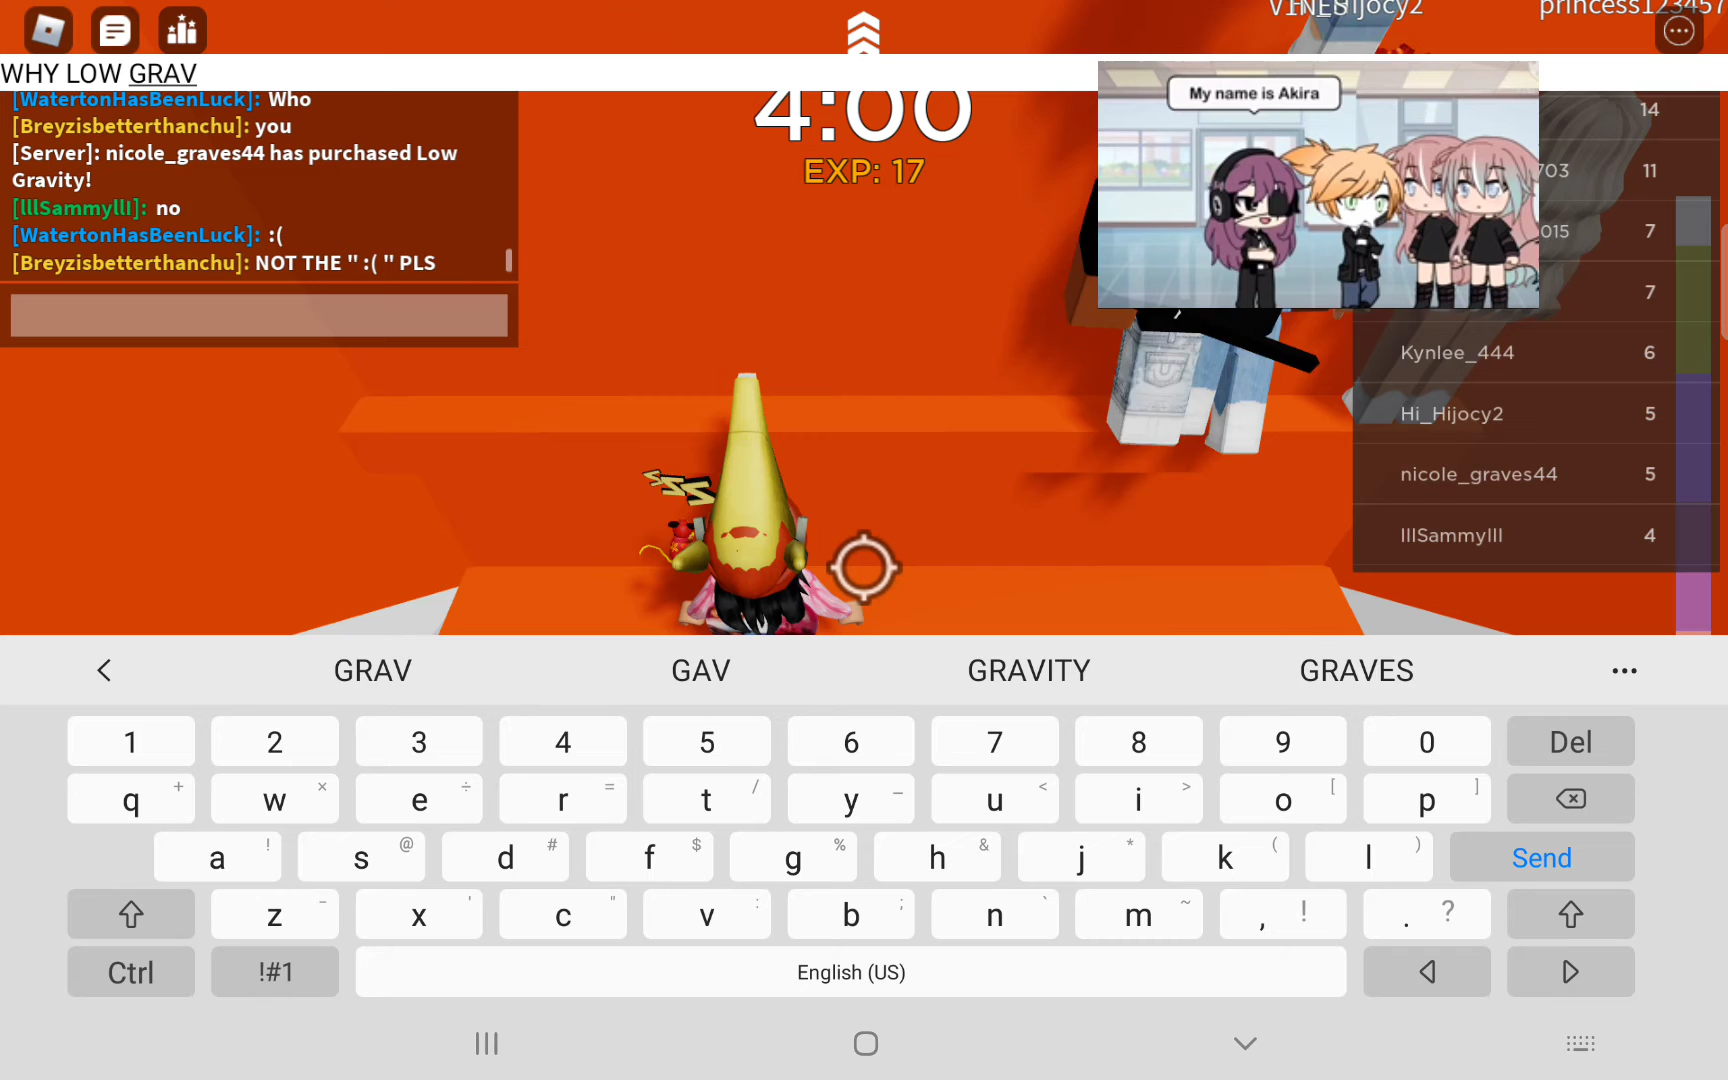 VINES
princess123457
WHY LOW GRAV
My name is Akira
[WatertonHasBeenLuck]: Who
[Breyzisbetterthanchu]: you
[Server]: nicole_graves44 has purchased Low
Gravity!
[lllSammylll]: no
[WatertonHasBeenLuck]: :(
[Breyzisbetterthanchu]: NOT THE " :( " PLS
4:00
EXP: 17
14
703 11
015 7
7
Kynlee_444 6
Hi_Hijocy2 5
nicole_graves44 5
lllSammylll 4
GRAV GAV GRAVITY GRAVES
1 2 3 4 5 6 7 8 9 0 Del
q + w × e ÷ r = t / y _ u < i > o [ p ]
a ! s @ d # f $ g % h & j * k ( l ) Send
z - x ' c " v : b ; n ` m ~ , ! . ?
Ctrl !#1 English (US)